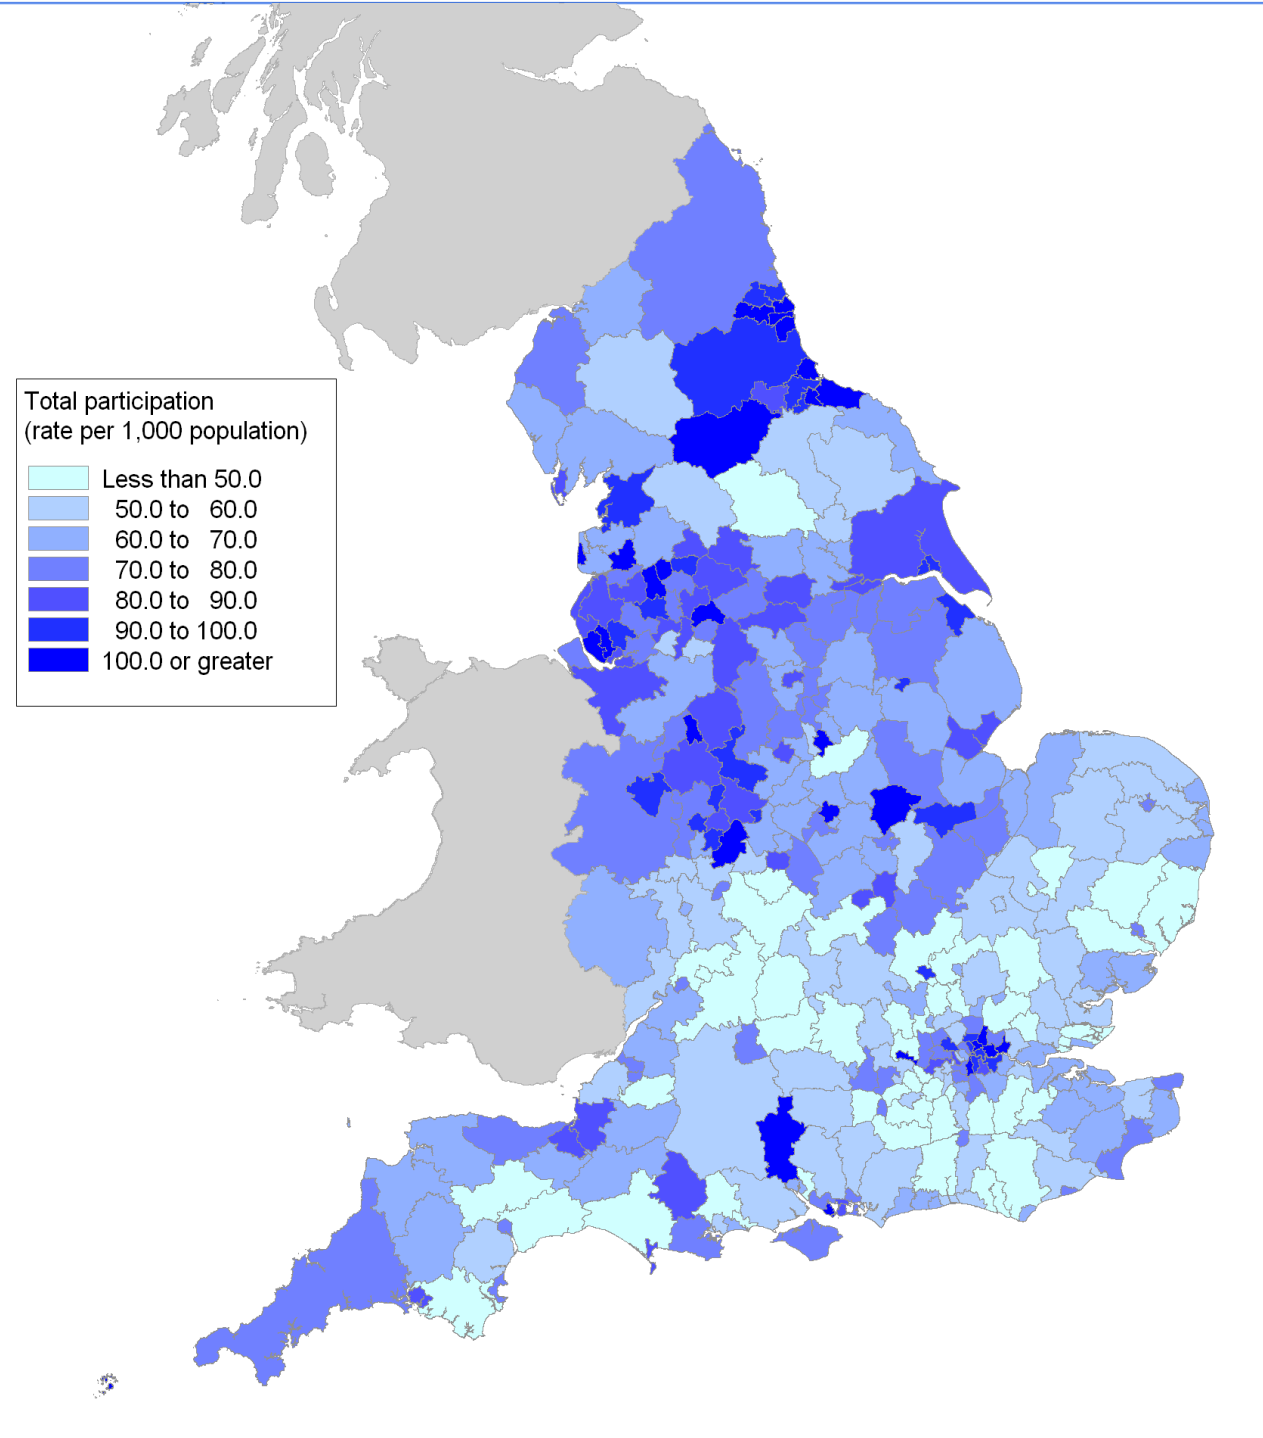 Total participation
(rate per 1,000 population)
Less than 50.0
50.0 to 60.0
60.0 to 70.0
70.0 to 80.0
80.0 to 90.0
90.0 to 100.0
100.0 or greater